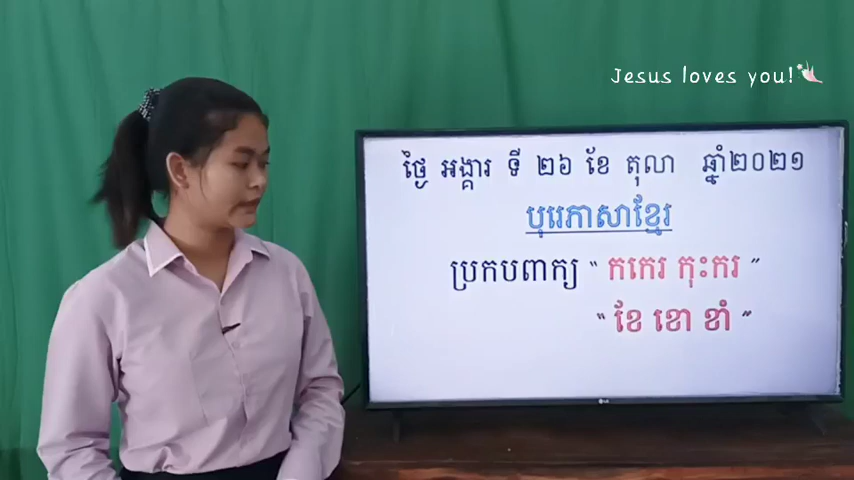 Jesus loves you!
ថ្ងៃ អង្គារ ទី ២៦ ខែ តុលា ឆ្នាំ២០២១
បុរេភាសាខ្មែរ
ប្រកបពាក្យ “ កកេរ កុះករ ”
“ ខែ ខោ ខាំ ”
LG